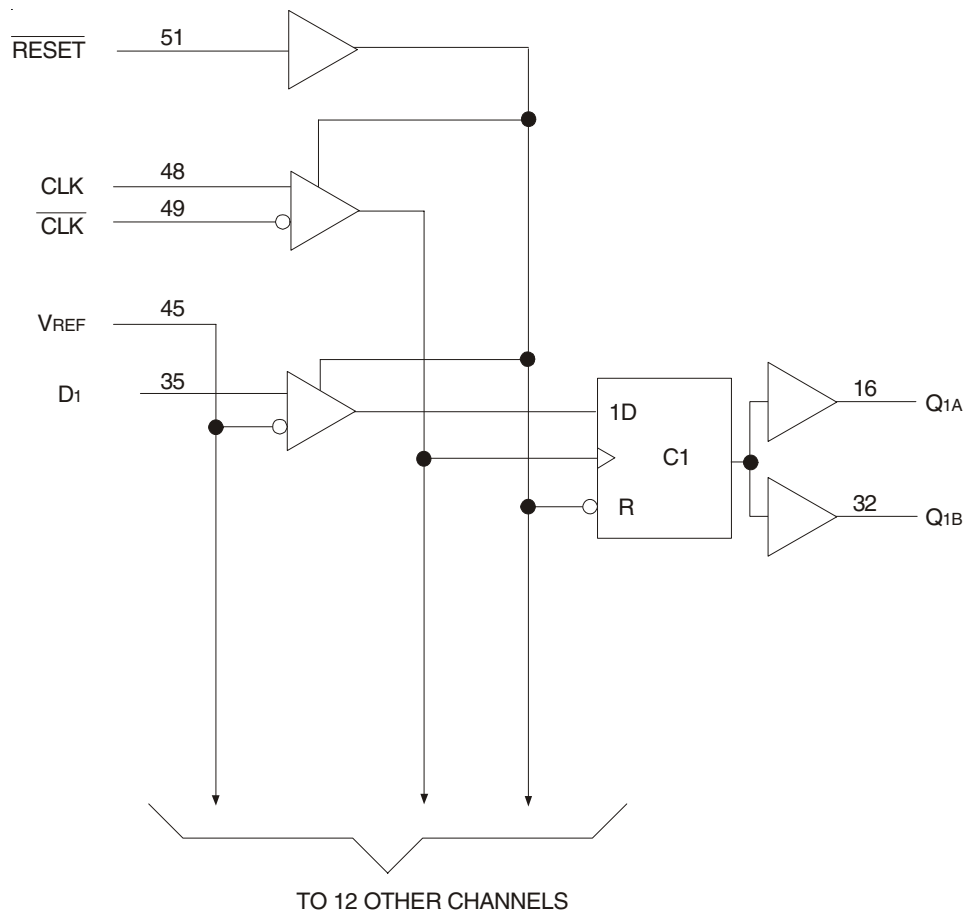 RESET 51
CLK 48
CLK 49
VREF 45
D1 35
1D
C1
R
16 Q1A
32 Q1B
TO 12 OTHER CHANNELS